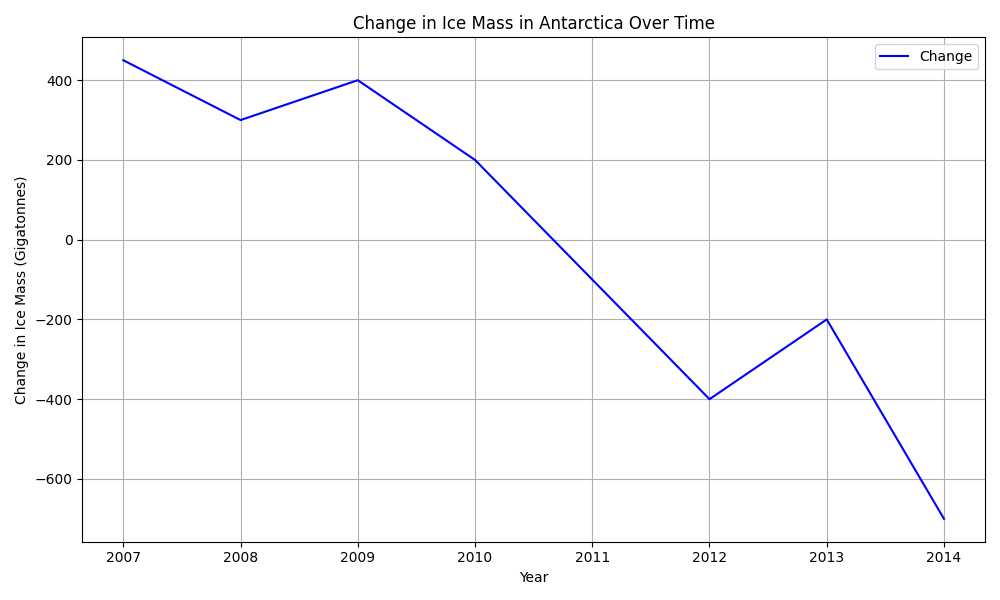 Change in Ice Mass in Antarctica Over Time
Change
Change in Ice Mass (Gigatonnes)
400
200
0
−200
−400
−600
2007 2008 2009 2010 2011 2012 2013 2014
Year